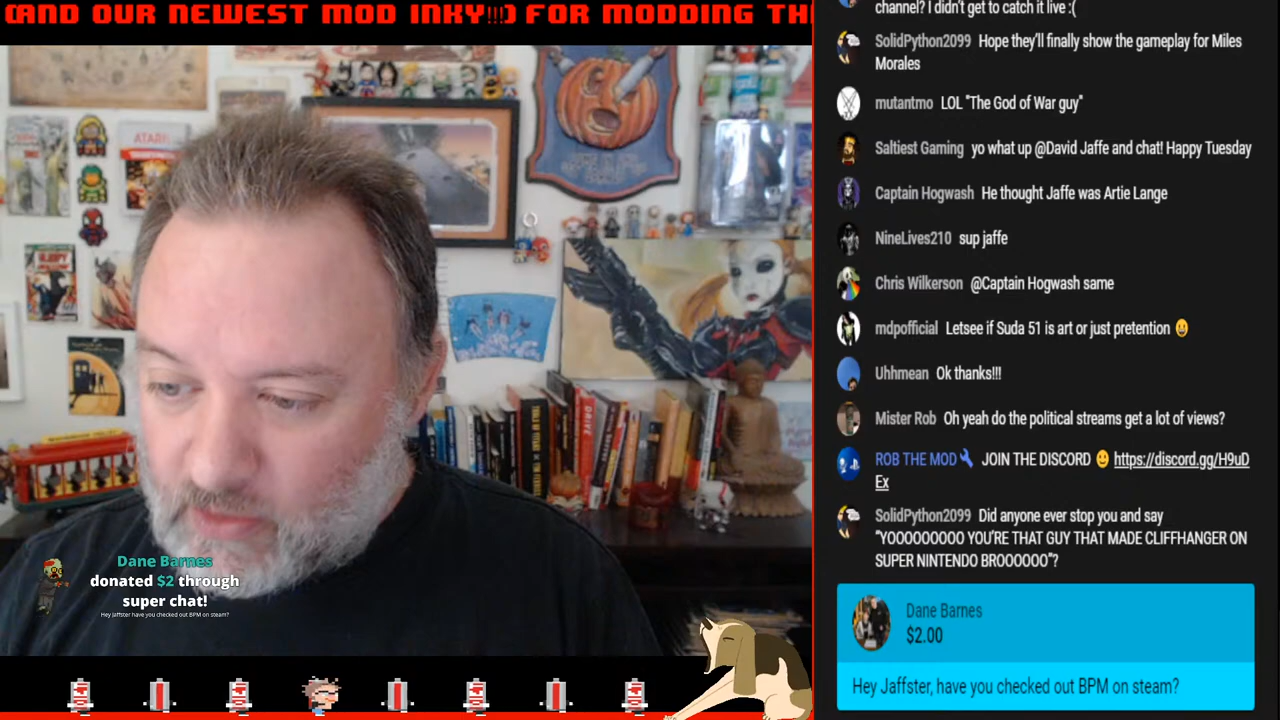 (AND OUR NEWEST MOD INKY!!!) FOR MODDING TH
channel? I didn't get to catch it live :(
SolidPython2099 Hope they'll finally show the gameplay for Miles
Morales
mutantmo LOL "The God of War guy"
Saltiest Gaming yo what up @David Jaffe and chat! Happy Tuesday
Captain Hogwash He thought Jaffe was Artie Lange
NineLives210 sup jaffe
Chris Wilkerson @Captain Hogwash same
mdpofficial Letsee if Suda 51 is art or just pretention
Uhhmean Ok thanks!!!
Mister Rob Oh yeah do the political streams get a lot of views?
ROB THE MOD JOIN THE DISCORD https://discord.gg/H9uD
Ex
SolidPython2099 Did anyone ever stop you and say
"YOOOOOOOOO YOU'RE THAT GUY THAT MADE CLIFFHANGER ON
SUPER NINTENDO BROOOOOO"?
Dane Barnes
$2.00
Hey Jaffster, have you checked out BPM on steam?
Dane Barnes
donated $2 through
super chat!
Hey Jaffster have you checked out BPM on steam?
ATARI
DRIVE